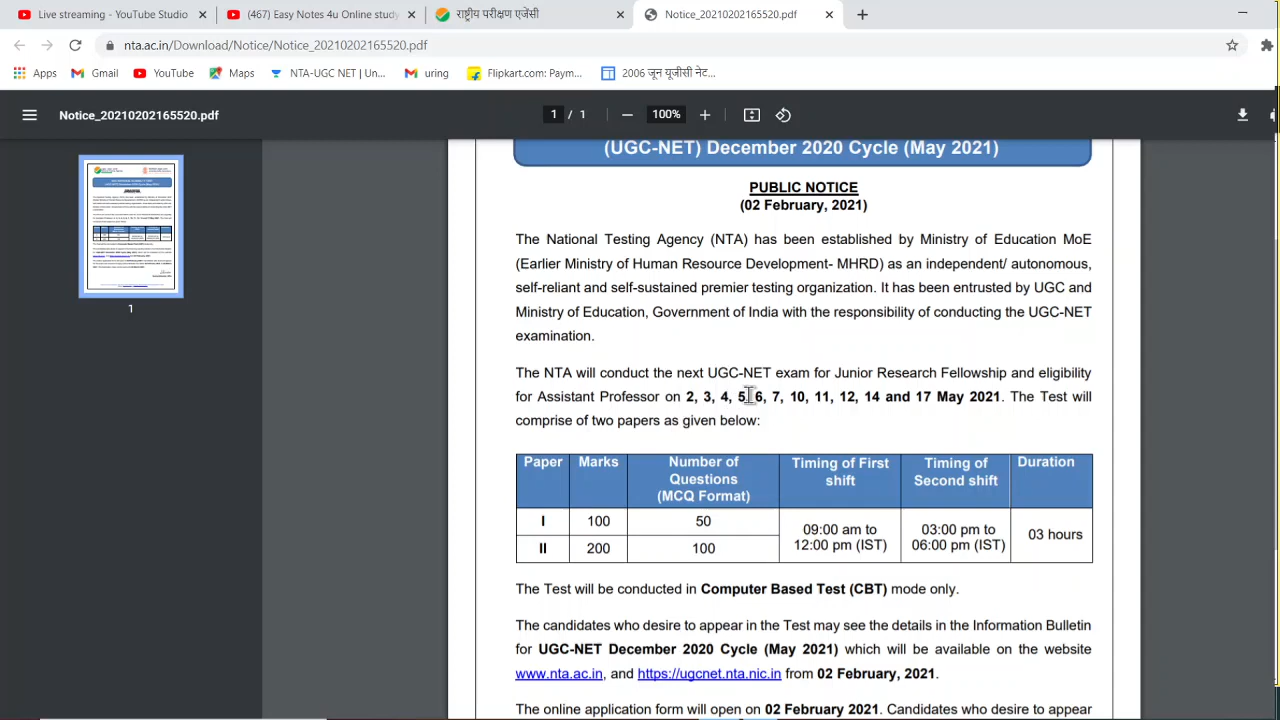 Live streaming - YouTube Studio
(467) Easy Notes 4u Online study
राष्ट्रीय परीक्षण एजेंसी
Notice_20210202165520.pdf
nta.ac.in/Download/Notice/Notice_20210202165520.pdf
Apps
Gmail
YouTube
Maps
NTA-UGC NET | Un...
uring
Flipkart.com: Paym...
2006 जून यूजीसी नेट...
Notice_20210202165520.pdf
1 / 1
100%
1
(UGC-NET) December 2020 Cycle (May 2021)
PUBLIC NOTICE
(02 February, 2021)
The National Testing Agency (NTA) has been established by Ministry of Education MoE
(Earier Ministry of Human Resource Development- MHRD) as an independent/ autonomous,
self-reliant and self-sustained premier testing organization. It has been entrusted by UGC and
Ministry of Education, Government of India with the responsibility of conducting the UGC-NET
examination.
The NTA will conduct the next UGC-NET exam for Junior Research Fellowship and eligibility
for Assistant Professor on 2, 3, 4, 5, 6, 7, 10, 11, 12, 14 and 17 May 2021. The Test will
comprise of two papers as given below:
Paper Marks Number of Questions (MCQ Format) Timing of First shift Timing of Second shift Duration
I 100 50 09:00 am to 12:00 pm (IST) 03:00 pm to 06:00 pm (IST) 03 hours
II 200 100
The Test will be conducted in Computer Based Test (CBT) mode only.
The candidates who desire to appear in the Test may see the details in the Information Bulletin
for UGC-NET December 2020 Cycle (May 2021) which will be available on the website
www.nta.ac.in, and https://ugcnet.nta.nic.in from 02 February, 2021.
The online application form will open on 02 February 2021. Candidates who desire to appear